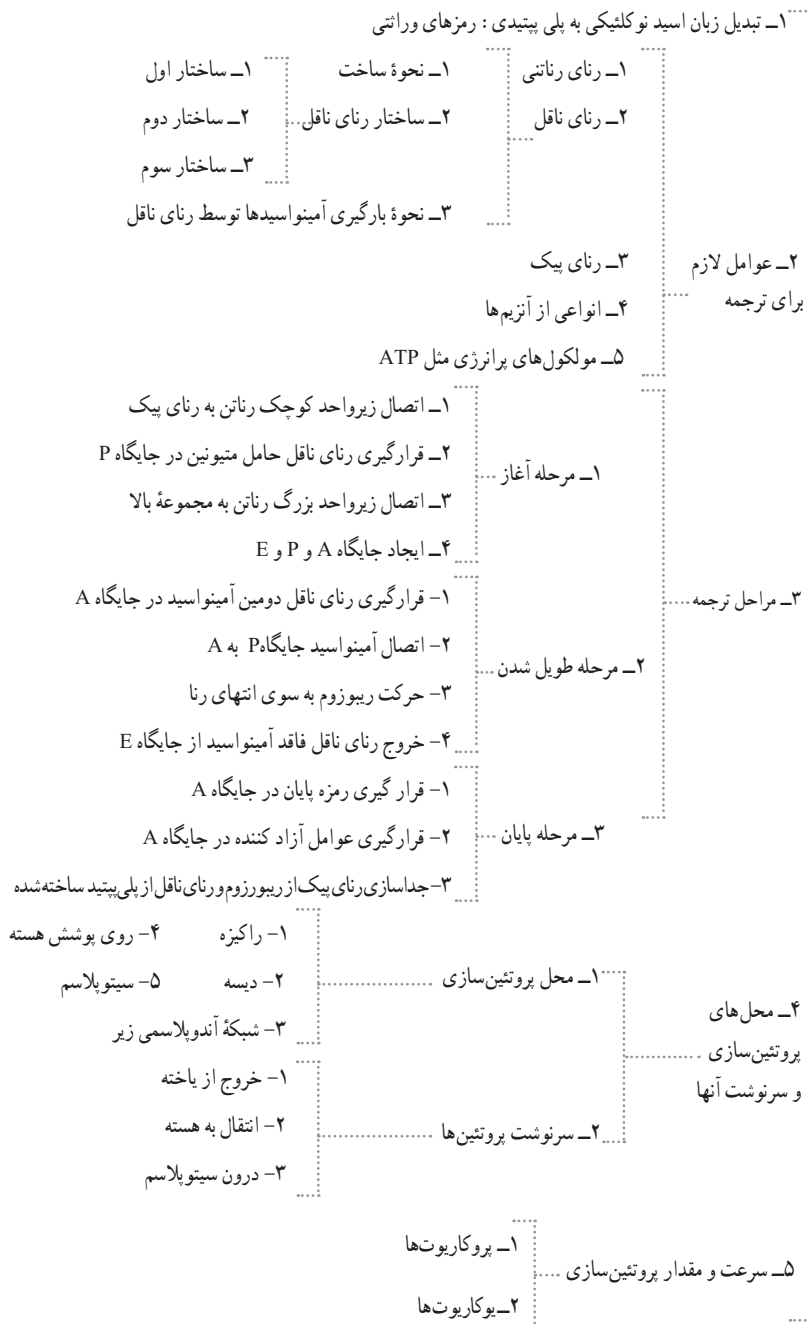 ۱ــ تبدیل زبان اسید نوکلئیکی به پلی پپتیدی : رمزهای وراثتی
۲ــ عوامل لازم
برای ترجمه
۱ــ رنای رناتنی
۲ــ رنای ناقل
۱ــ نحوۀ ساخت
۲ــ ساختار رنای ناقل
۱ــ ساختار اول
۲ــ ساختار دوم
۳ــ ساختار سوم
۳ــ نحوۀ بارگیری آمینواسیدها توسط رنای ناقل
۳ــ رنای پیک
۴ــ انواعی از آنزیم‌ها
۵ــ مولکول‌های پرانرژی مثل ATP
۳ــ مراحل ترجمه
۱ــ مرحله آغاز
۱ــ اتصال زیرواحد کوچک رناتن به رنای پیک
۲ــ قرارگیری رنای ناقل حامل متیونین در جایگاه P
۳ــ اتصال زیرواحد بزرگ رناتن به مجموعۀ بالا
۴ــ ایجاد جایگاه A و P و E
۲ــ مرحله طویل شدن
۱- قرارگیری رنای ناقل دومین آمینواسید در جایگاه A
۲- اتصال آمینواسید جایگاهP به A
۳- حرکت ریبوزوم به سوی انتهای رنا
۴- خروج رنای ناقل فاقد آمینواسید از جایگاه E
۳ــ مرحله پایان
۱- قرار گیری رمزه پایان در جایگاه A
۲- قرارگیری عوامل آزاد کننده در جایگاه A
۳-جداسازی رنای پیک از ریبورزوم و رنای ناقل از پلی پپتید ساخته شده
۴ــ محل‌های
پروتئین‌سازی
و سرنوشت آنها
۱ــ محل پروتئین‌سازی
۱- راکیزه
۲- دیسه
۳- شبکۀ آندوپلاسمی زبر
۴- روی پوشش هسته
۵- سیتوپلاسم
۲ــ سرنوشت پروتئین‌ها
۱- خروج از یاخته
۲- انتقال به هسته
۳- درون سیتوپلاسم
۵ــ سرعت و مقدار پروتئین‌سازی
۱ــ پروکاریوت‌ها
۲ــ یوکاریوت‌ها